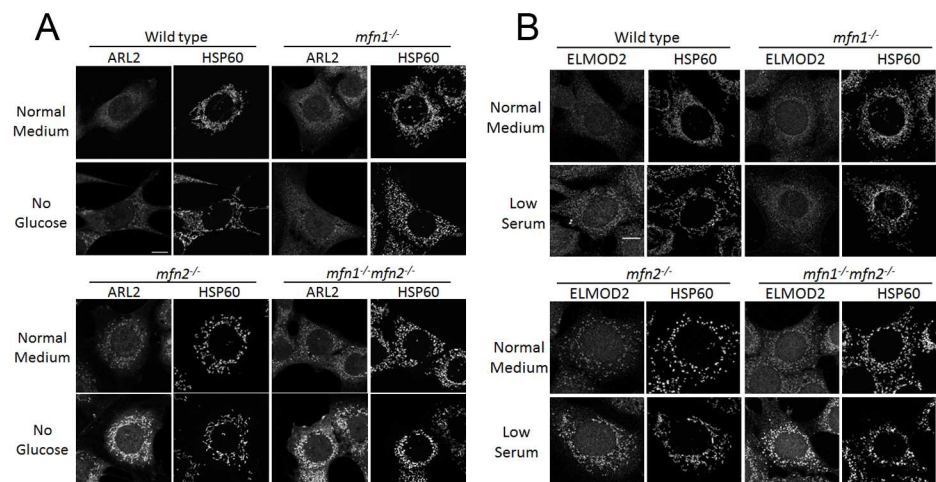 A
Wild type mfn1-/-
ARL2 HSP60 ARL2 HSP60
Normal Medium
No Glucose
mfn2-/- mfn1-/-mfn2-/-
ARL2 HSP60 ARL2 HSP60
Normal Medium
No Glucose
B
Wild type mfn1-/-
ELMOD2 HSP60 ELMOD2 HSP60
Normal Medium
Low Serum
mfn2-/- mfn1-/-mfn2-/-
ELMOD2 HSP60 ELMOD2 HSP60
Normal Medium
Low Serum